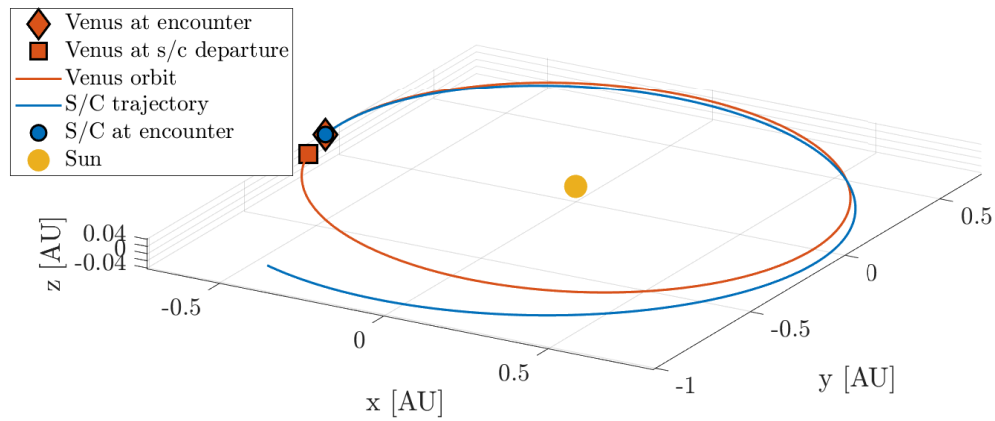 Venus at encounter
Venus at s/c departure
Venus orbit
S/C trajectory
S/C at encounter
Sun
0.04
0
-0.04
z [AU]
-0.5
0
0.5
x [AU]
-1
-0.5
0
0.5
y [AU]